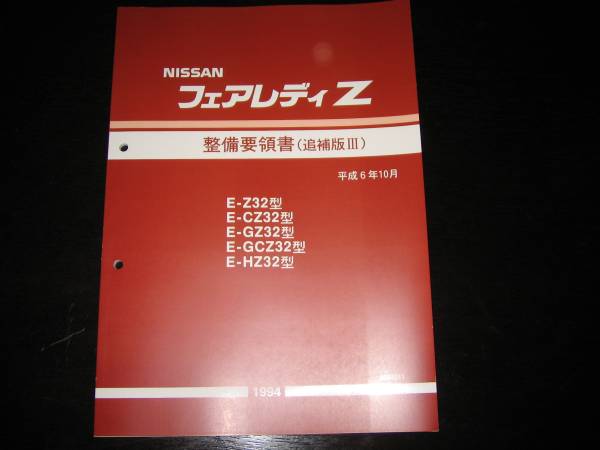 NISSAN
フェアレディ Z
整備要領書(追補版III)
平成6年10月
E-Z32型
E-CZ32型
E-GZ32型
E-GCZ32型
E-HZ32型
1994